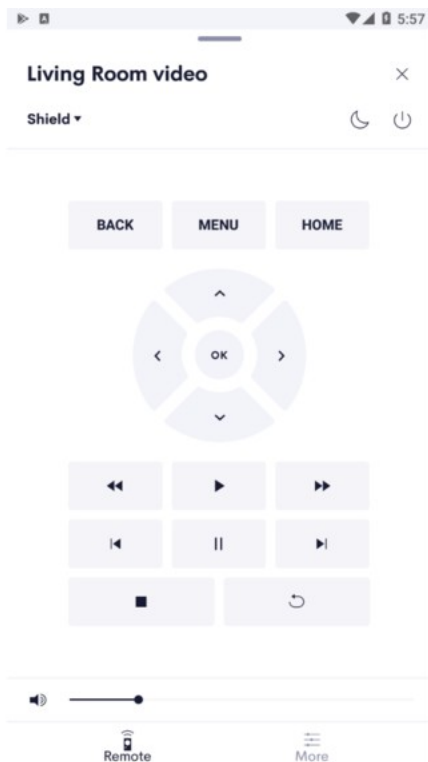 5:57
Living Room video
Shield
BACK MENU HOME
OK
Remote More